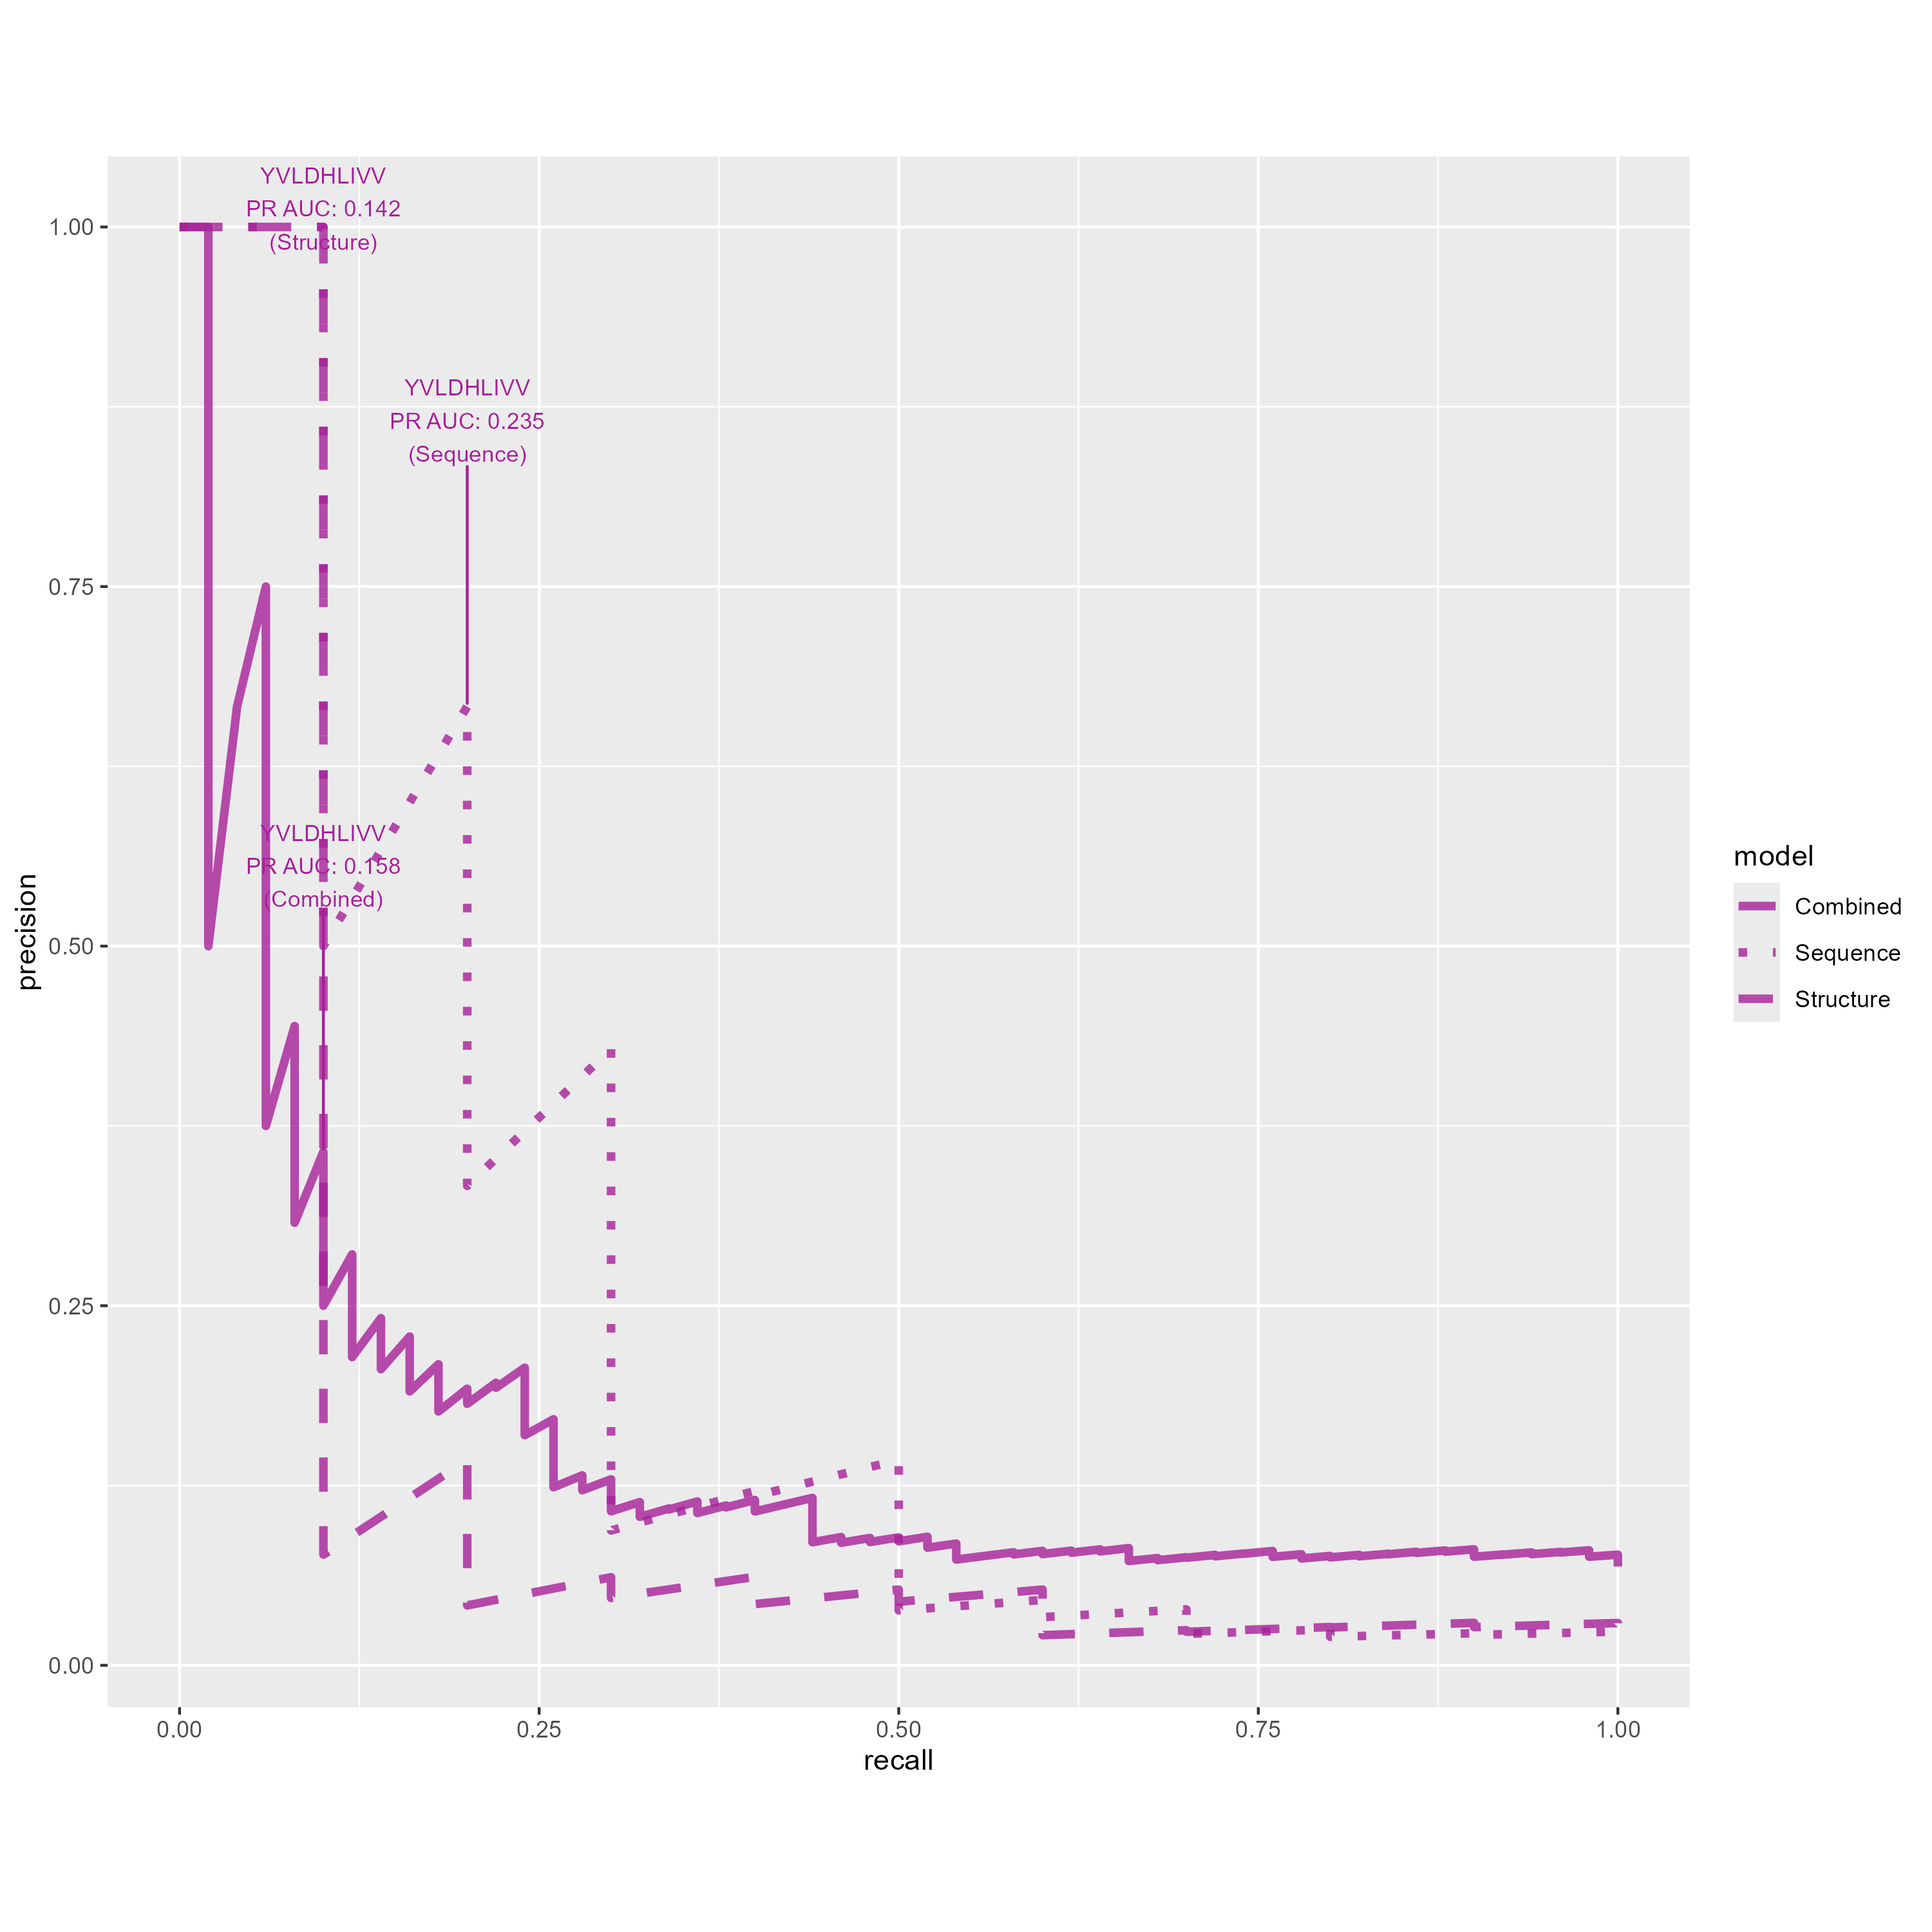 YVLDHLIVV
PR AUC: 0.142
(Structure)
YVLDHLIVV
PR AUC: 0.235
(Sequence)
YVLDHLIVV
PR AUC: 0.158
(Combined)
1.00
0.75
0.50
0.25
0.00
precision
0.00
0.25
0.50
0.75
1.00
recall
model
Combined
Sequence
Structure